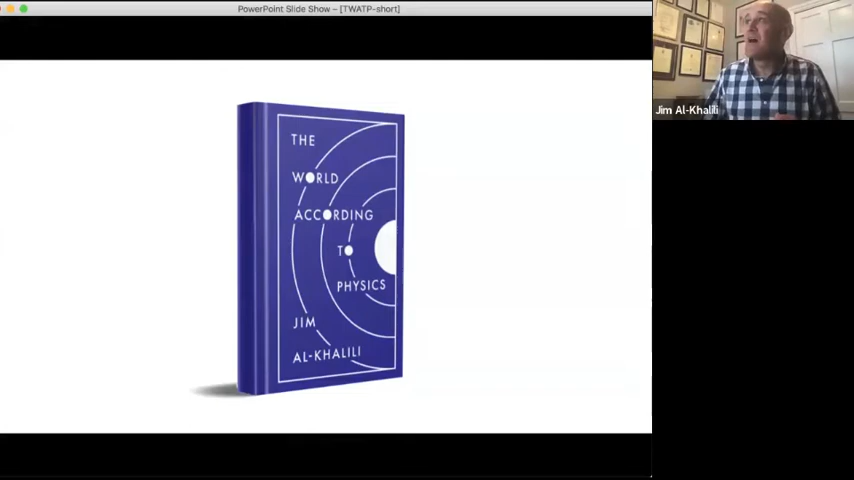 PowerPoint Slide Show – [TWATP-short]
Jim Al-Khalili
THE
WORLD
ACCORDING
TO
PHYSICS
JIM
AL-KHALILI